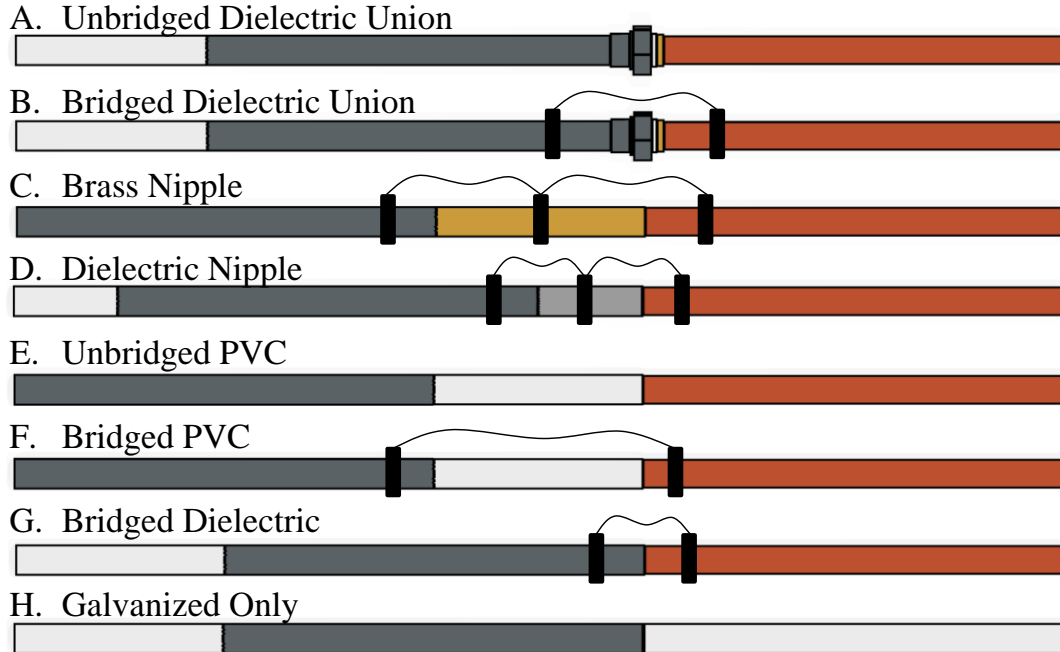 A. Unbridged Dielectric Union
B. Bridged Dielectric Union
C. Brass Nipple
D. Dielectric Nipple
E. Unbridged PVC
F. Bridged PVC
G. Bridged Dielectric
H. Galvanized Only